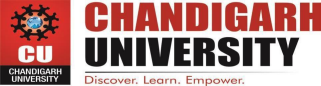 CU
CHANDIGARH
UNIVERSITY
CHANDIGARH
UNIVERSITY
Discover. Learn. Empower.